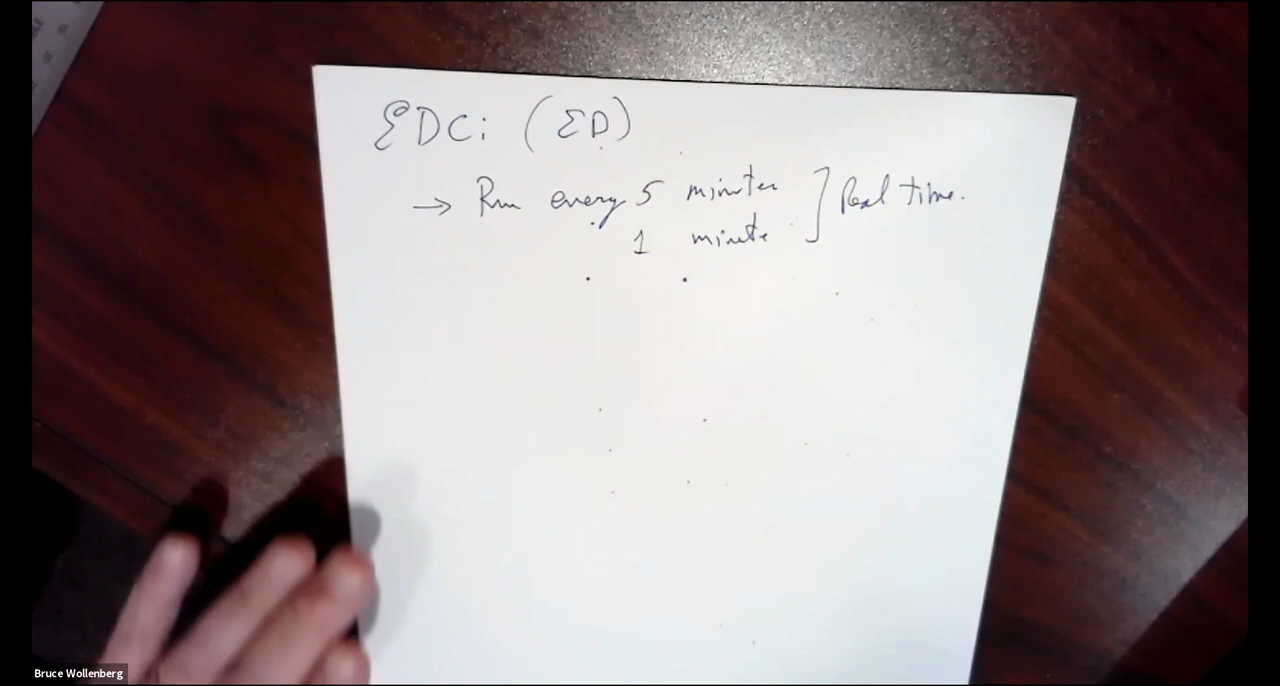 EDC: (ED)
→ Run every 5 minutes ] Real time.
1 minute
Bruce Wollenberg